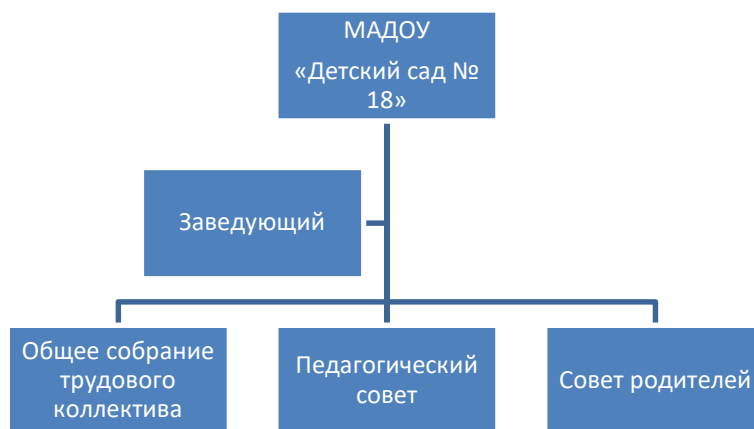 МАДОУ
«Детский сад №
18»
Заведующий
Общее собрание
трудового
коллектива
Педагогический
совет
Совет родителей